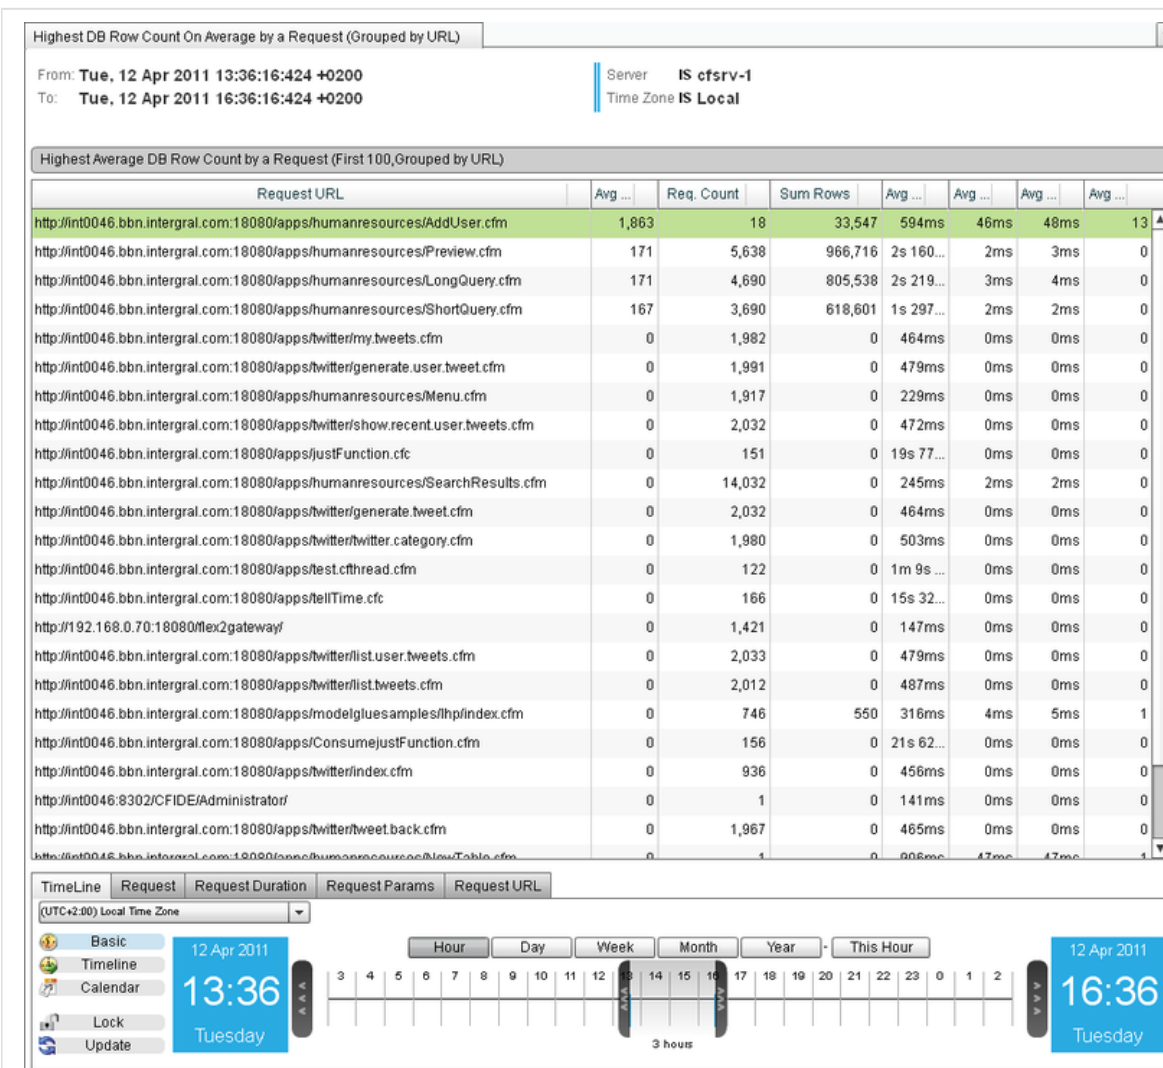 Highest DB Row Count On Average by a Request (Grouped by URL)
From: Tue, 12 Apr 2011 13:36:16:424 +0200 Server IS cfsrv-1
To: Tue, 12 Apr 2011 16:36:16:424 +0200 Time Zone IS Local
Highest Average DB Row Count by a Request (First 100,Grouped by URL)
Request URL Avg ... Req. Count Sum Rows Avg ... Avg ... Avg ... Avg ...
http://int0046.bbn.intergral.com:18080/apps/humanresources/AddUser.cfm 1,863 18 33,547 594ms 46ms 48ms 13
http://int0046.bbn.intergral.com:18080/apps/humanresources/Preview.cfm 171 5,638 966,716 2s 160... 2ms 3ms 0
http://int0046.bbn.intergral.com:18080/apps/humanresources/LongQuery.cfm 171 4,690 805,538 2s 219... 3ms 4ms 0
http://int0046.bbn.intergral.com:18080/apps/humanresources/ShortQuery.cfm 167 3,690 618,601 1s 297... 2ms 2ms 0
http://int0046.bbn.intergral.com:18080/apps/twitter/my.tweets.cfm 0 1,982 0 464ms 0ms 0ms 0
http://int0046.bbn.intergral.com:18080/apps/twitter/generate.user.tweet.cfm 0 1,991 0 479ms 0ms 0ms 0
http://int0046.bbn.intergral.com:18080/apps/humanresources/Menu.cfm 0 1,917 0 229ms 0ms 0ms 0
http://int0046.bbn.intergral.com:18080/apps/twitter/show.recent.user.tweets.cfm 0 2,032 0 472ms 0ms 0ms 0
http://int0046.bbn.intergral.com:18080/apps/justFunction.cfc 0 151 0 19s 77... 0ms 0ms 0
http://int0046.bbn.intergral.com:18080/apps/humanresources/SearchResults.cfm 0 14,032 0 245ms 2ms 2ms 0
http://int0046.bbn.intergral.com:18080/apps/twitter/generate.tweet.cfm 0 2,032 0 464ms 0ms 0ms 0
http://int0046.bbn.intergral.com:18080/apps/twitter/twitter.category.cfm 0 1,980 0 503ms 0ms 0ms 0
http://int0046.bbn.intergral.com:18080/apps/test.cfthread.cfm 0 122 0 1m 9s ... 0ms 0ms 0
http://int0046.bbn.intergral.com:18080/apps/tellTime.cfc 0 166 0 15s 32... 0ms 0ms 0
http://192.168.0.70:18080/flex2gateway/ 0 1,421 0 147ms 0ms 0ms 0
http://int0046.bbn.intergral.com:18080/apps/twitter/list.user.tweets.cfm 0 2,033 0 479ms 0ms 0ms 0
http://int0046.bbn.intergral.com:18080/apps/twitter/list.tweets.cfm 0 2,012 0 487ms 0ms 0ms 0
http://int0046.bbn.intergral.com:18080/apps/modelgluesamples/lhp/index.cfm 0 746 550 316ms 4ms 5ms 1
http://int0046.bbn.intergral.com:18080/apps/ConsumejustFunction.cfm 0 156 0 21s 62... 0ms 0ms 0
http://int0046.bbn.intergral.com:18080/apps/twitter/index.cfm 0 936 0 456ms 0ms 0ms 0
http://int0046:8302/CFIDE/Administrator/ 0 1 0 141ms 0ms 0ms 0
http://int0046.bbn.intergral.com:18080/apps/twitter/tweet.back.cfm 0 1,967 0 465ms 0ms 0ms 0
http://int0046.bbn.intergral.com:18080/apps/humanresources/NewTable.cfm 0 1 0 906ms 47ms 47ms 1
TimeLine Request Request Duration Request Params Request URL
(UTC+2:00) Local Time Zone
Basic
Timeline
Calendar
Lock
Update
12 Apr 2011
13:36
Tuesday
Hour Day Week Month Year - This Hour
3 4 5 6 7 8 9 10 11 12 13 14 15 16 17 18 19 20 21 22 23 0 1 2
3 hours
12 Apr 2011
16:36
Tuesday